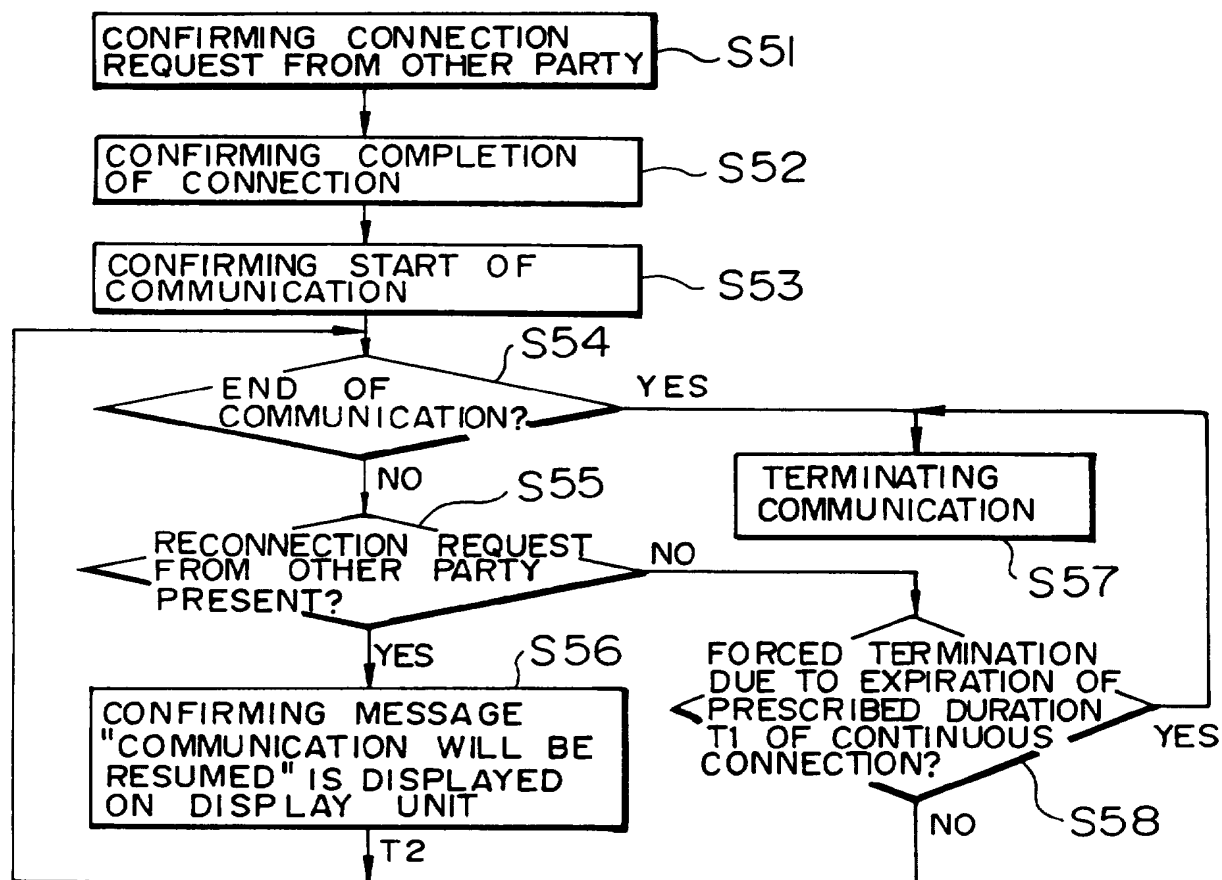 CONFIRMING CONNECTION
REQUEST FROM OTHER PARTY
S51
CONFIRMING COMPLETION
OF CONNECTION
S52
CONFIRMING START OF
COMMUNICATION
S53
S54
END OF
COMMUNICATION?
YES
NO
TERMINATING
COMMUNICATION
S57
S55
RECONNECTION REQUEST
FROM OTHER PARTY
PRESENT?
NO
YES
S56
CONFIRMING MESSAGE
"COMMUNICATION WILL BE
RESUMED" IS DISPLAYED
ON DISPLAY UNIT
T2
FORCED TERMINATION
DUE TO EXPIRATION OF
PRESCRIBED DURATION
T1 OF CONTINUOUS
CONNECTION?
YES
NO
S58